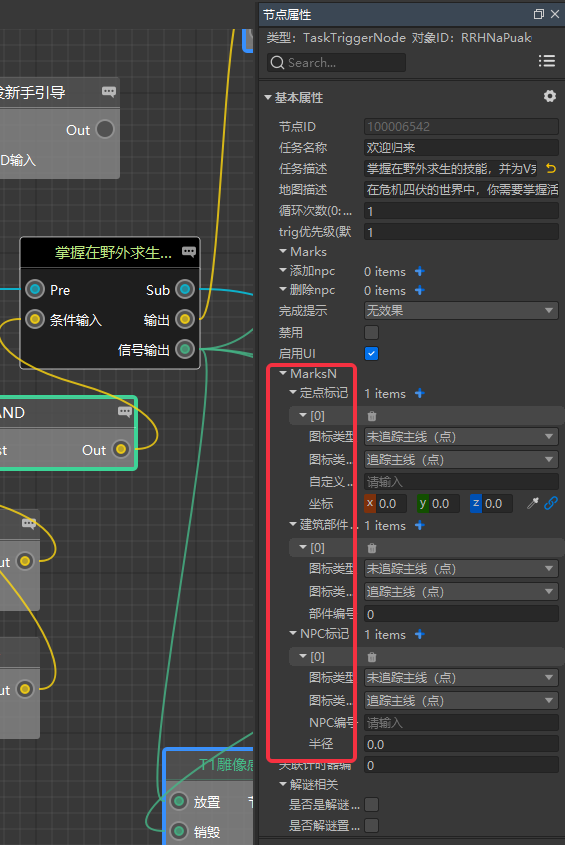 发新手引导
Out
D输入
掌握在野外求生...
Pre
Sub
条件输入
输出
信号输出
AND
st
Out
ut
ut
T1雕像底
放置
销毁
节点属性
类型: TaskTriggerNode 对象ID: RRHNaPuak
Search...
基本属性
节点ID 100006542
任务名称 欢迎归来
任务描述 掌握在野外求生的技能，并为V完
地图描述 在危机四伏的世界中，你需要掌握活
循环次数(0:... 1
trig优先级(默 1
Marks
添加npc 0 items
删除npc 0 items
完成提示 无效果
禁用
启用UI
MarksN
定点标记 1 items
[0]
图标类型 未追踪主线（点）
图标类... 追踪主线（点）
自定义... 请输入
坐标 x 0.0 y 0.0 z 0.0
建筑部件... 1 items
[0]
图标类型 未追踪主线（点）
图标类... 追踪主线（点）
部件编号 0
NPC标记 1 items
[0]
图标类型 未追踪主线（点）
图标类... 追踪主线（点）
NPC编号 请输入
半径 0.0
关联计时器编 0
解谜相关
是否是解谜...
是否解谜置...